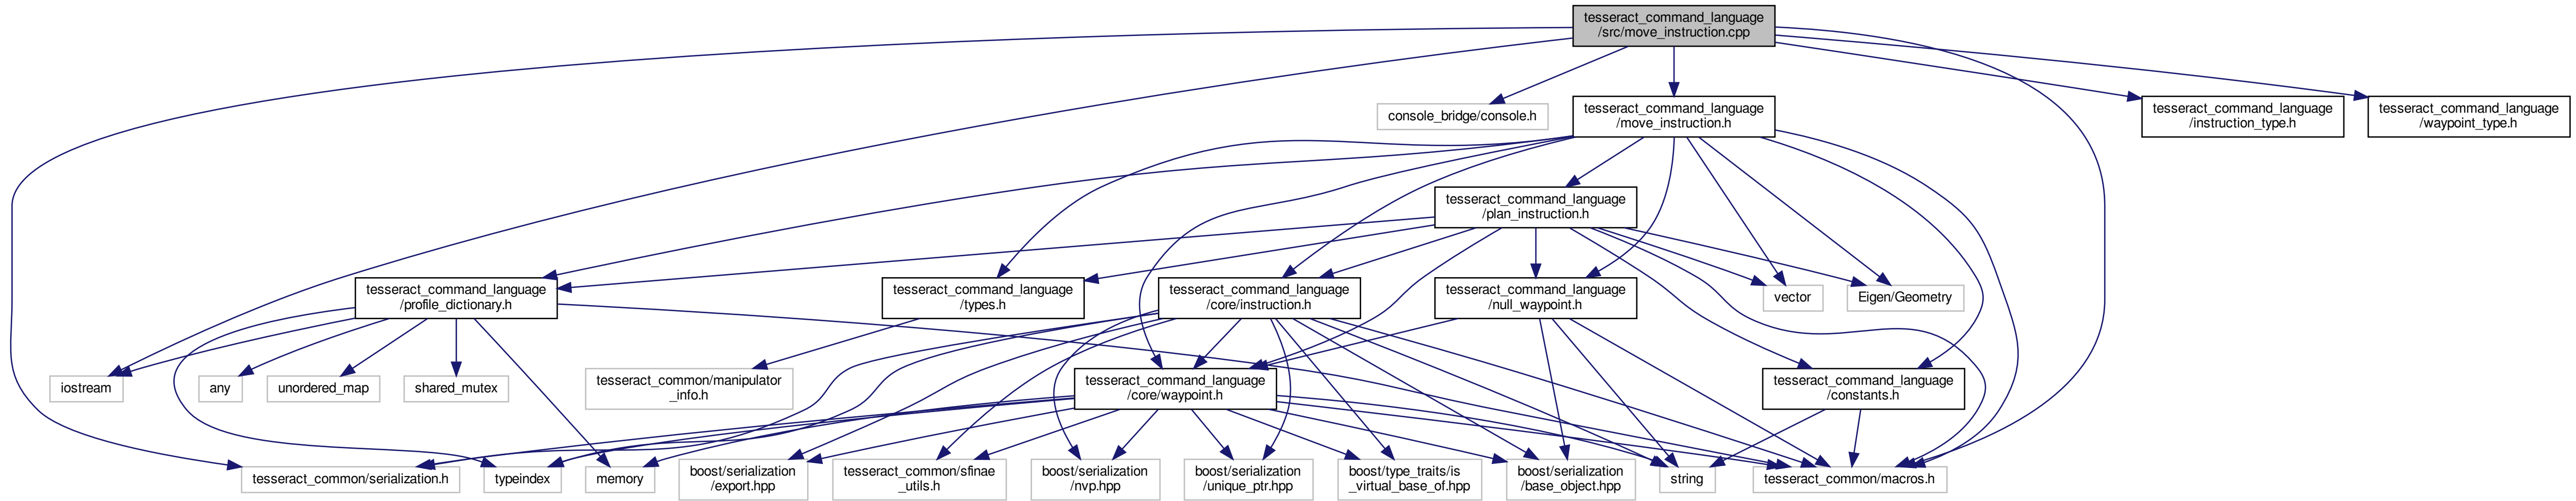 tesseract_command_language
/src/move_instruction.cpp
console_bridge/console.h
tesseract_command_language
/move_instruction.h
tesseract_command_language
/instruction_type.h
tesseract_command_language
/waypoint_type.h
tesseract_command_language
/plan_instruction.h
tesseract_command_language
/profile_dictionary.h
tesseract_command_language
/types.h
tesseract_command_language
/core/instruction.h
tesseract_command_language
/null_waypoint.h
vector
Eigen/Geometry
iostream
any
unordered_map
shared_mutex
tesseract_common/manipulator
_info.h
tesseract_command_language
/core/waypoint.h
tesseract_command_language
/constants.h
tesseract_common/serialization.h
typeindex
memory
boost/serialization
/export.hpp
tesseract_common/sfinae
_utils.h
boost/serialization
/nvp.hpp
boost/serialization
/unique_ptr.hpp
boost/type_traits/is
_virtual_base_of.hpp
boost/serialization
/base_object.hpp
string
tesseract_common/macros.h